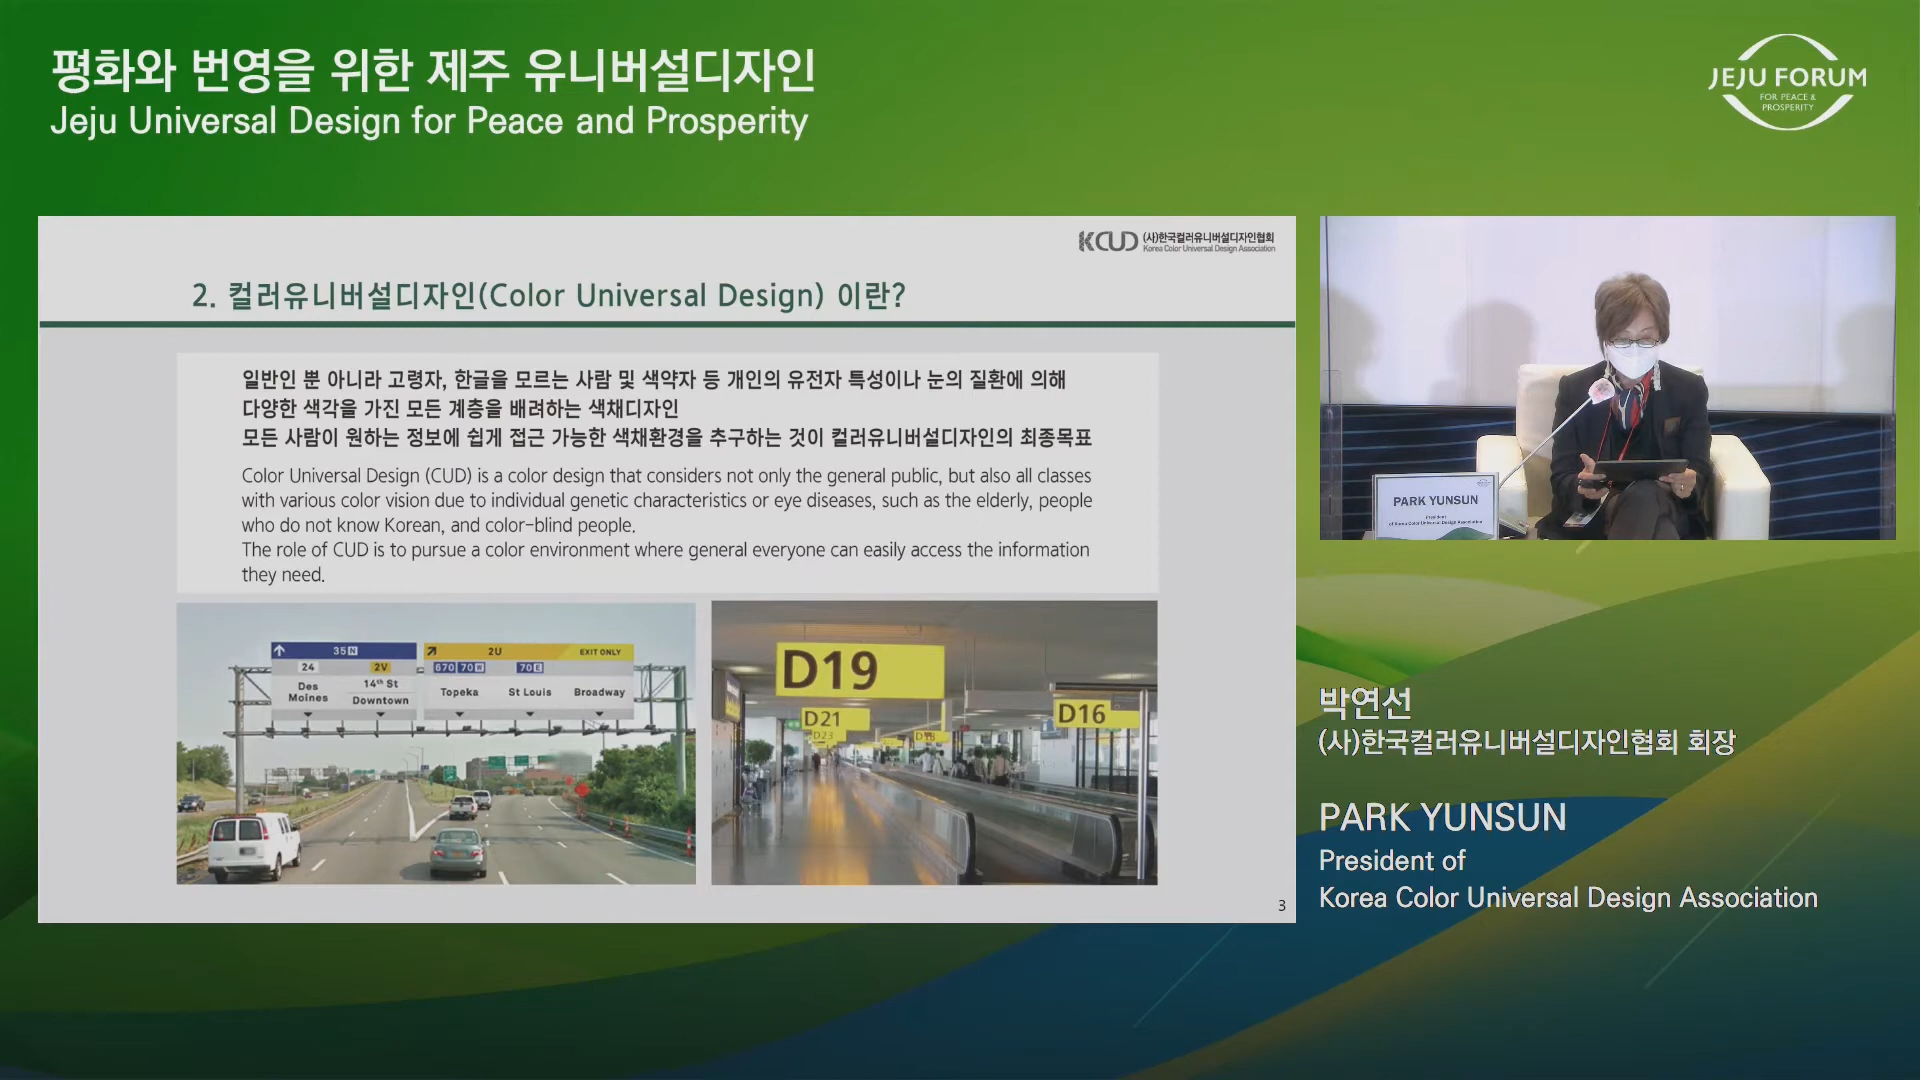 평화와 번영을 위한 제주 유니버설디자인
Jeju Universal Design for Peace and Prosperity
JEJU FORUM
FOR PEACE &
PROSPERITY
KCUD (사)한국컬러유니버설디자인협회
Korea Color Universal Design Association
2. 컬러유니버설디자인(Color Universal Design) 이란?
일반인 뿐 아니라 고령자, 한글을 모르는 사람 및 색약자 등 개인의 유전자 특성이나 눈의 질환에 의해
다양한 색각을 가진 모든 계층을 배려하는 색채디자인
모든 사람이 원하는 정보에 쉽게 접근 가능한 색채환경을 추구하는 것이 컬러유니버설디자인의 최종목표
Color Universal Design (CUD) is a color design that considers not only the general public, but also all classes
with various color vision due to individual genetic characteristics or eye diseases, such as the elderly, people
who do not know Korean, and color-blind people.
The role of CUD is to pursue a color environment where general everyone can easily access the information
they need.
35 N
24 2V
Des Moines
14th St
Downtown
2U EXIT ONLY
670 70 W 70 E
Topeka St Louis Broadway
D19
D21
D23
D18
D16
3
PARK YUNSUN
President
of Korea Color Universal Design Association
박연선
(사)한국컬러유니버설디자인협회 회장
PARK YUNSUN
President of
Korea Color Universal Design Association